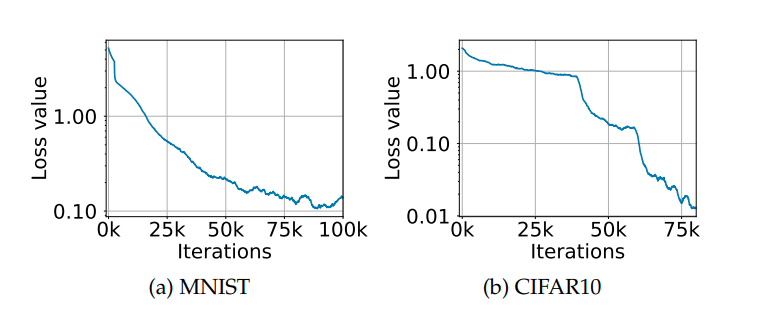 Loss value
1.00
0.10
0k 25k 50k 75k 100k
Iterations
(a) MNIST
Loss value
1.00
0.10
0.01
0k 25k 50k 75k
Iterations
(b) CIFAR10